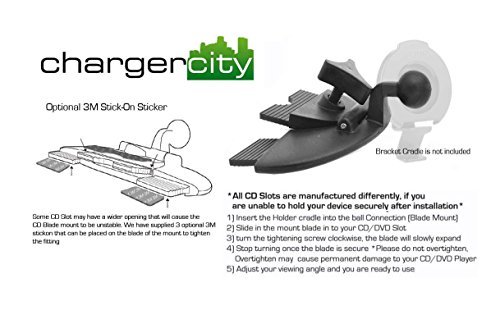 chargercity
Optional 3M Stick-On Sticker
Bracket Cradle is not included
Some CD Slot may have a wider opening that will cause the
CD Blade mount to be unstable. We have supplied 3 optional 3M
stickon that can be placed on the blade of the mount to tighten
the fitting
*All CD Slots are manufactured differently, if you
are unable to hold your device securely after installation*
1) Insert the Holder cradle into the ball Connection (Blade Mount)
2) Slide in the mount blade in to your CD/DVD Slot
3) turn the tightening screw clockwise, the blade will slowly expand
4) Stop turning once the blade is secure *Please do not overtighten,
Overtighten may cause permanent damage to your CD/DVD Player
5) Adjust your viewing angle and you are ready to use